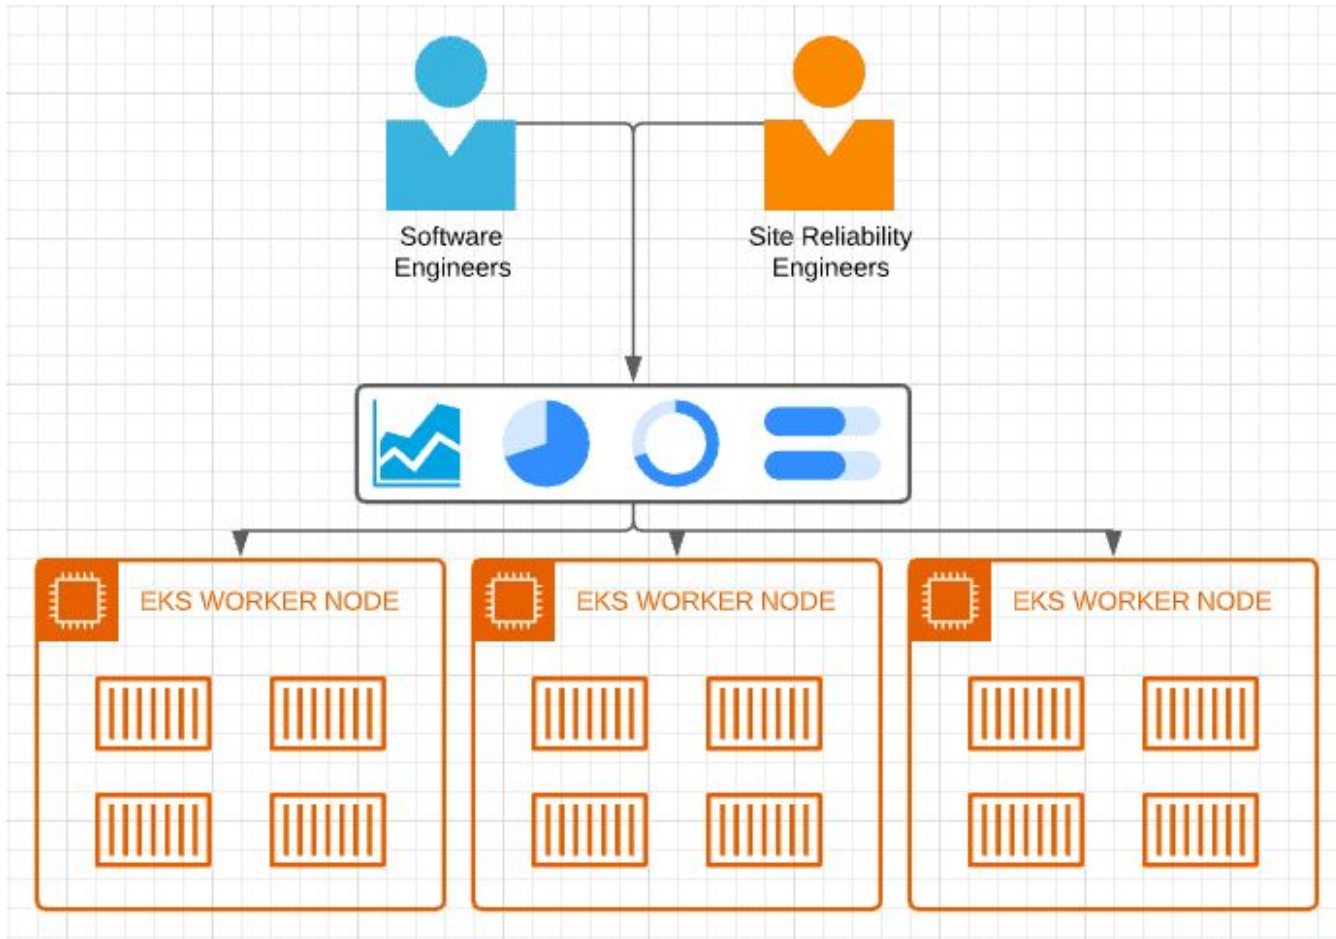 Software
Engineers
Site Reliability
Engineers
EKS WORKER NODE
EKS WORKER NODE
EKS WORKER NODE